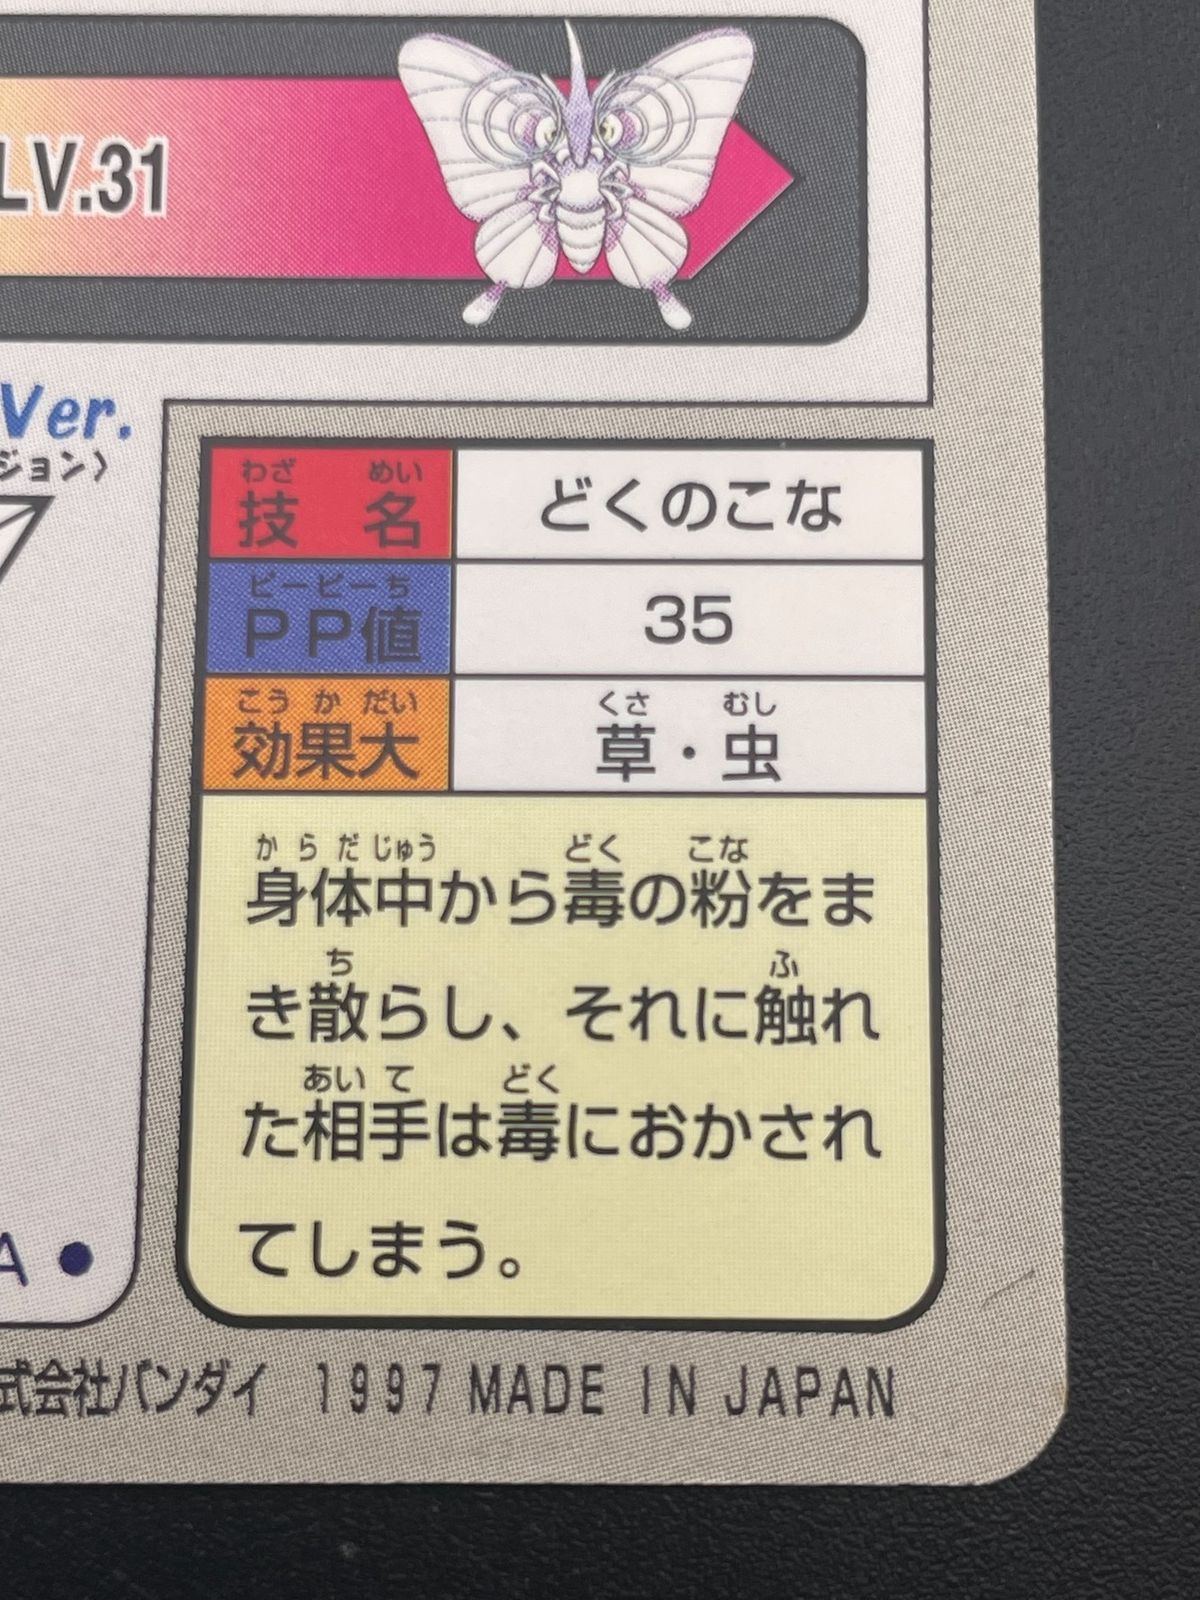 LV.31
Ver.
ジョン〉
わざ めい
技 名
どくのこな
ピーピーち
PP値
35
こう か だい
効果大
くさ むし
草・虫
からだじゅう どく こな
身体中から毒の粉をま
ち ふ
き散らし、それに触れ
あい て どく
た相手は毒におかされ
てしまう。
A ●
式会社バンダイ 1997 MADE IN JAPAN